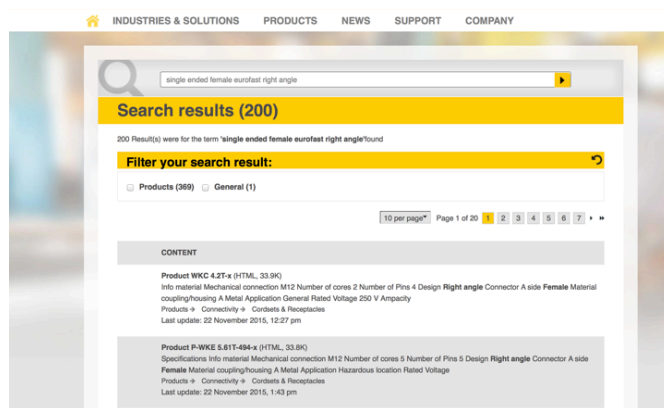 INDUSTRIES & SOLUTIONS PRODUCTS NEWS SUPPORT COMPANY
single ended female eurofast right angle
Search results (200)
200 Result(s) were for the term 'single ended female eurofast right angle'found
Filter your search result:
Products (369) General (1)
10 per page Page 1 of 20 1 2 3 4 5 6 7
CONTENT
Product WKC 4.2T-x (HTML, 33.9K)
Info material Mechanical connection M12 Number of cores 2 Number of Pins 4 Design Right angle Connector A side Female Material
coupling/housing A Metal Application General Rated Voltage 250 V Ampacity
Products → Connectivity → Cordsets & Receptacles
Last update: 22 November 2015, 12:27 pm
Product P-WKE 5.61T-494-x (HTML, 33.8K)
Specifications Info material Mechanical connection M12 Number of cores 5 Number of Pins 5 Design Right angle Connector A side
Female Material coupling/housing A Metal Application Hazardous location Rated Voltage
Products → Connectivity → Cordsets & Receptacles
Last update: 22 November 2015, 1:43 pm